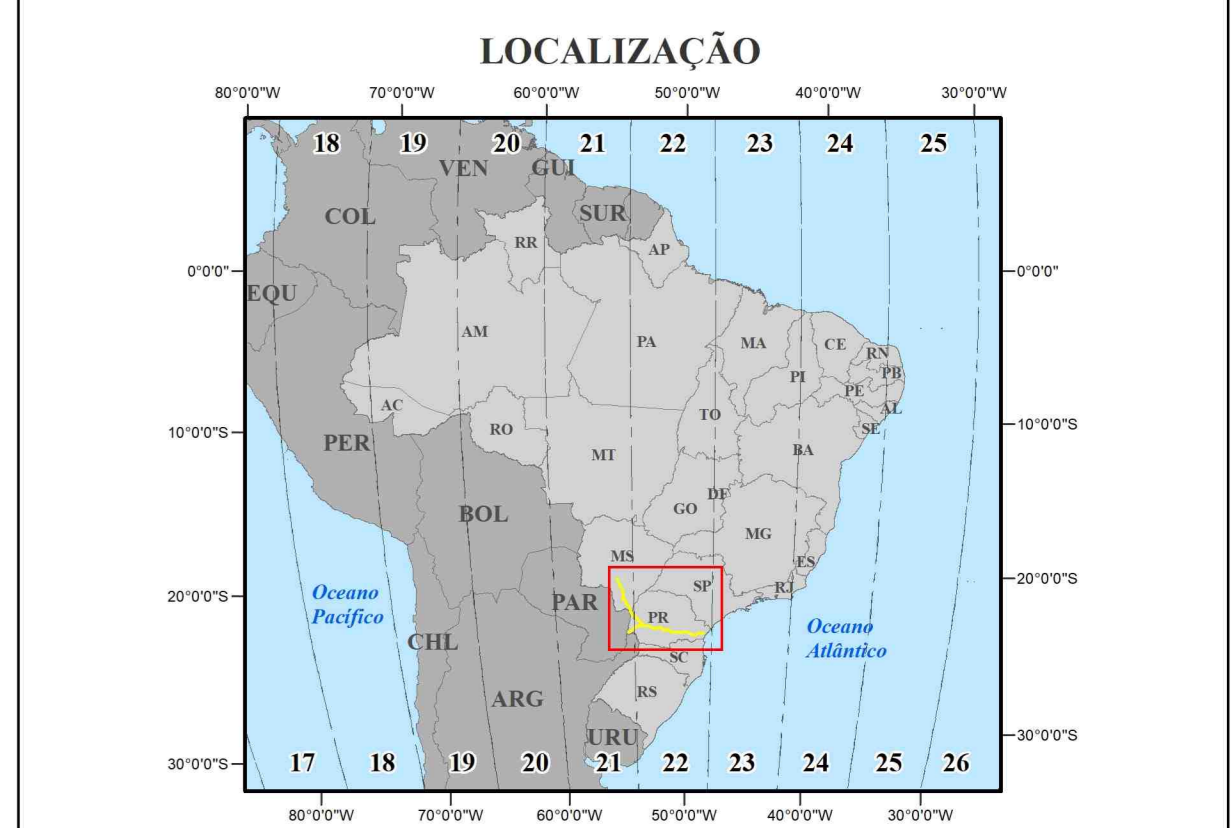 LOCALIZAÇÃO
80°0'0"W 70°0'0"W 60°0'0"W 50°0'0"W 40°0'0"W 30°0'0"W
18 19 20 21 22 23 24 25
VEN GUI
COL SUR
RR AP
0°0'0" 0°0'0"
EQU
AM PA MA CE
RN
PI PB
PE
AC AL
TO
RO SE
10°0'0"S 10°0'0"S
PER MT BA
DF
BOL GO
MG
MS ES
20°0'0"S SP RJ 20°0'0"S
Oceano
Pacífico
PAR PR
Oceano
Atlântico
CHL SC
ARG RS
URU
30°0'0"S 30°0'0"S
17 18 19 20 21 22 23 24 25 26
80°0'0"W 70°0'0"W 60°0'0"W 50°0'0"W 40°0'0"W 30°0'0"W